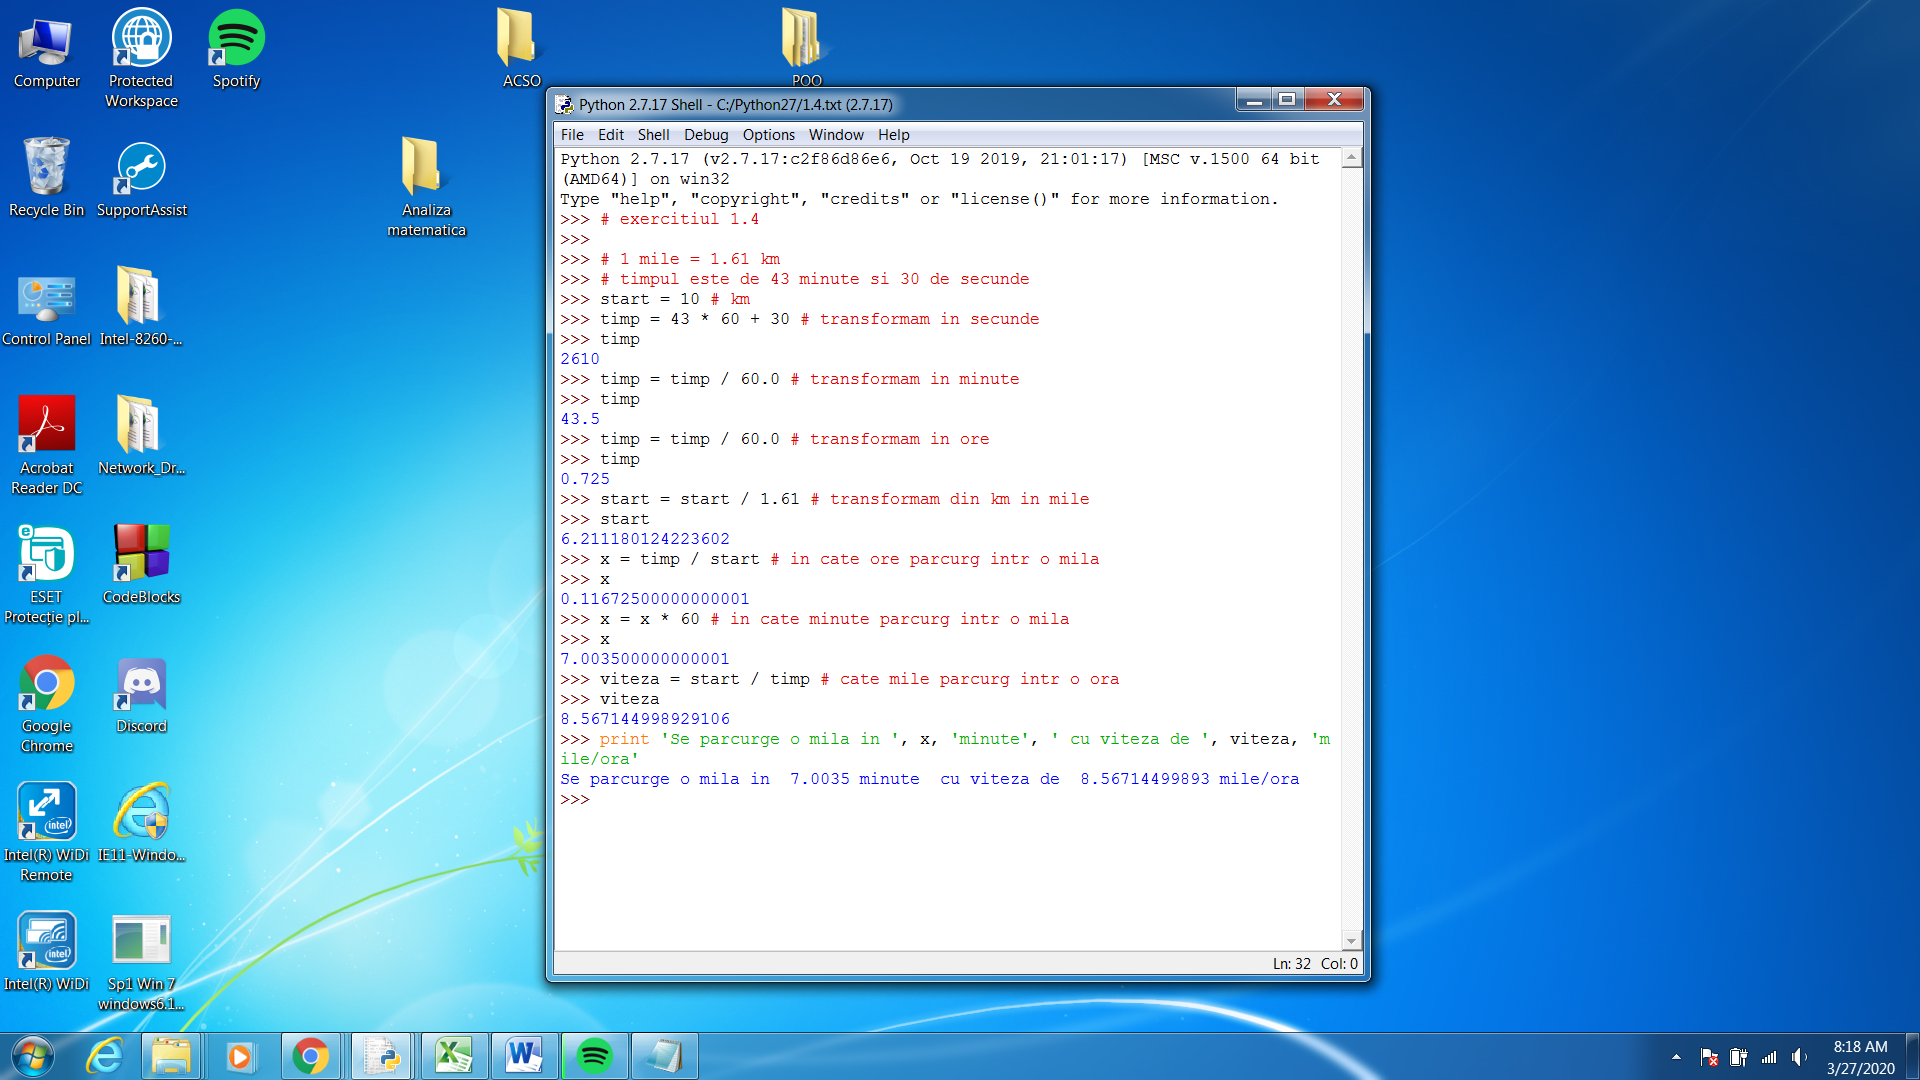 Computer
Protected
Workspace
Spotify
ACSO
POO
Recycle Bin
SupportAssist
Analiza
matematica
Control Panel
Intel-8260-...
Acrobat
Reader DC
Network_Dr...
ESET
Protecție pl...
CodeBlocks
Google
Chrome
Discord
Intel(R) WiDi
Remote
IE11-Windo...
Intel(R) WiDi
Sp1 Win 7
windows6.1...
Python 2.7.17 Shell - C:/Python27/1.4.txt (2.7.17)
File Edit Shell Debug Options Window Help
Python 2.7.17 (v2.7.17:c2f86d86e6, Oct 19 2019, 21:01:17) [MSC v.1500 64 bit
(AMD64)] on win32
Type "help", "copyright", "credits" or "license()" for more information.
>>> # exercitiul 1.4
>>>
>>> # 1 mile = 1.61 km
>>> # timpul este de 43 minute si 30 de secunde
>>> start = 10 # km
>>> timp = 43 * 60 + 30 # transformam in secunde
>>> timp
2610
>>> timp = timp / 60.0 # transformam in minute
>>> timp
43.5
>>> timp = timp / 60.0 # transformam in ore
>>> timp
0.725
>>> start = start / 1.61 # transformam din km in mile
>>> start
6.211180124223602
>>> x = timp / start # in cate ore parcurg intr o mila
>>> x
0.11672500000000001
>>> x = x * 60 # in cate minute parcurg intr o mila
>>> x
7.003500000000001
>>> viteza = start / timp # cate mile parcurg intr o ora
>>> viteza
8.567144998929106
>>> print 'Se parcurge o mila in ', x, 'minute', ' cu viteza de ', viteza, 'm
ile/ora'
Se parcurge o mila in  7.0035 minute  cu viteza de  8.56714499893 mile/ora
>>>
Ln: 32 Col: 0
intel
intel
8:18 AM
3/27/2020